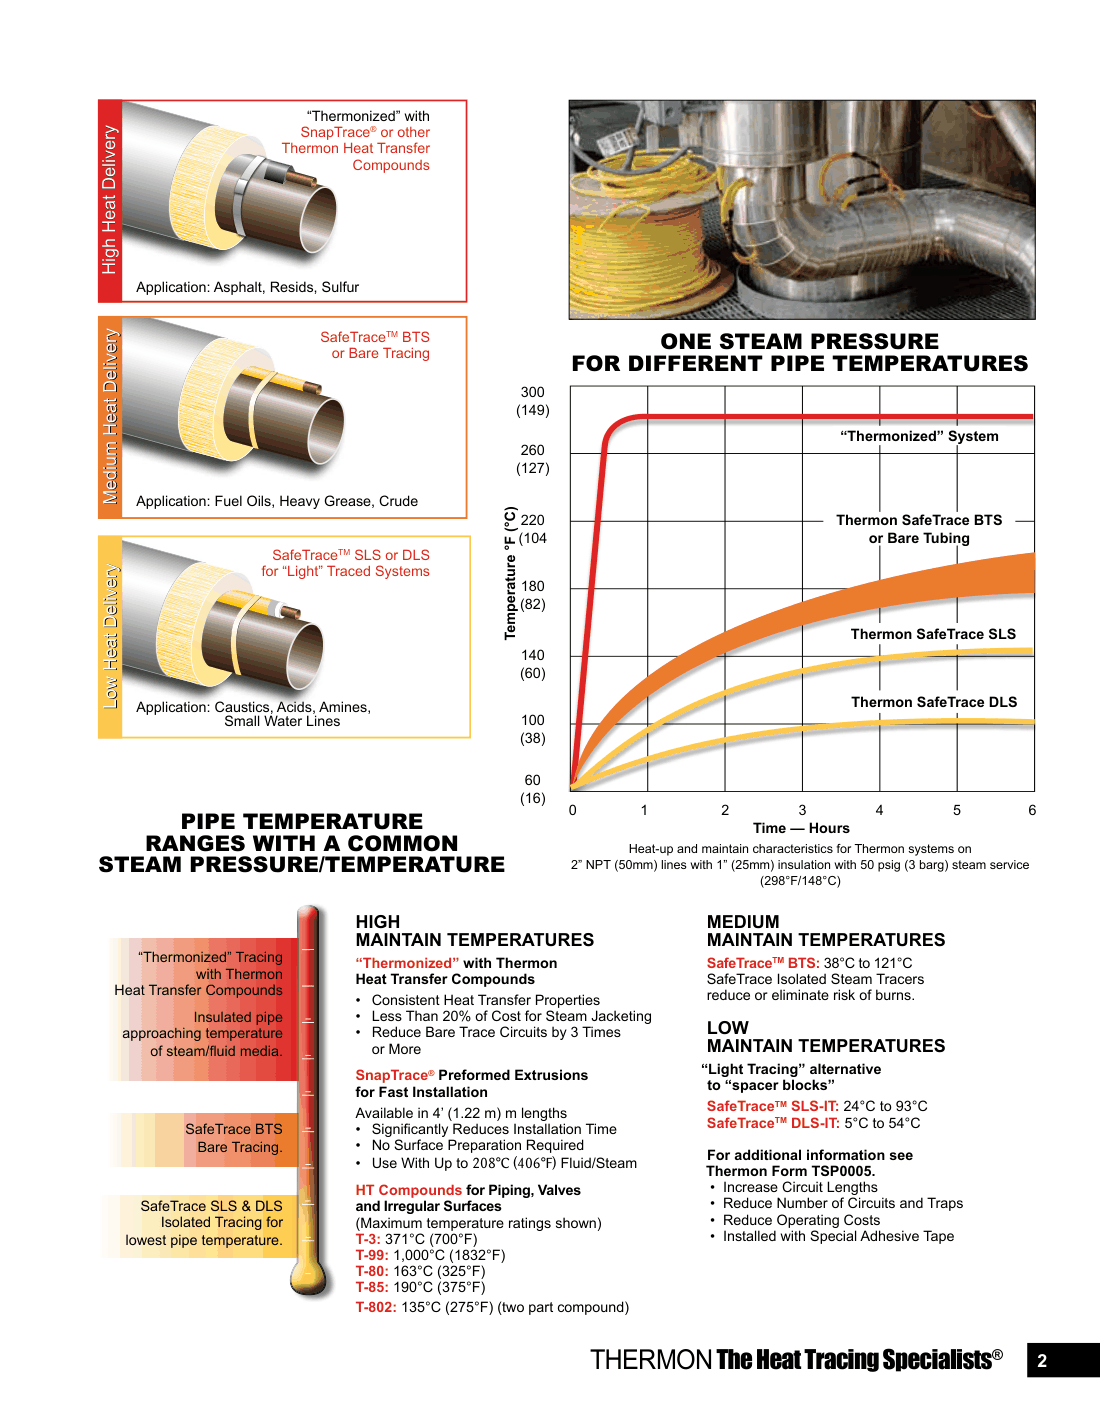 High Heat Delivery
“Thermonized” with
SnapTrace® or other
Thermon Heat Transfer
Compounds
Application: Asphalt, Resids, Sulfur
Medium Heat Delivery
SafeTrace™ BTS
or Bare Tracing
Application: Fuel Oils, Heavy Grease, Crude
Low Heat Delivery
SafeTrace™ SLS or DLS
for “Light” Traced Systems
Application: Caustics, Acids, Amines,
Small Water Lines
ONE STEAM PRESSURE
FOR DIFFERENT PIPE TEMPERATURES
Temperature °F (°C)
300
(149)
260
(127)
220
(104
180
(82)
140
(60)
100
(38)
60
(16)
“Thermonized” System
Thermon SafeTrace BTS
or Bare Tubing
Thermon SafeTrace SLS
Thermon SafeTrace DLS
0 1 2 3 4 5 6
Time — Hours
Heat-up and maintain characteristics for Thermon systems on
2” NPT (50mm) lines with 1” (25mm) insulation with 50 psig (3 barg) steam service
(298°F/148°C)
PIPE TEMPERATURE
RANGES WITH A COMMON
STEAM PRESSURE/TEMPERATURE
“Thermonized” Tracing
with Thermon
Heat Transfer Compounds
Insulated pipe
approaching temperature
of steam/fluid media.
SafeTrace BTS
Bare Tracing.
SafeTrace SLS & DLS
Isolated Tracing for
lowest pipe temperature.
HIGH
MAINTAIN TEMPERATURES
“Thermonized” with Thermon
Heat Transfer Compounds
• Consistent Heat Transfer Properties
• Less Than 20% of Cost for Steam Jacketing
• Reduce Bare Trace Circuits by 3 Times
or More
SnapTrace® Preformed Extrusions
for Fast Installation
Available in 4’ (1.22 m) m lengths
• Significantly Reduces Installation Time
• No Surface Preparation Required
• Use With Up to 208°C (406°F) Fluid/Steam
HT Compounds for Piping, Valves
and Irregular Surfaces
(Maximum temperature ratings shown)
T-3: 371°C (700°F)
T-99: 1,000°C (1832°F)
T-80: 163°C (325°F)
T-85: 190°C (375°F)
T-802: 135°C (275°F) (two part compound)
MEDIUM
MAINTAIN TEMPERATURES
SafeTrace™ BTS: 38°C to 121°C
SafeTrace Isolated Steam Tracers
reduce or eliminate risk of burns.
LOW
MAINTAIN TEMPERATURES
“Light Tracing” alternative
to “spacer blocks”
SafeTrace™ SLS-IT: 24°C to 93°C
SafeTrace™ DLS-IT: 5°C to 54°C
For additional information see
Thermon Form TSP0005.
• Increase Circuit Lengths
• Reduce Number of Circuits and Traps
• Reduce Operating Costs
• Installed with Special Adhesive Tape
THERMON The Heat Tracing Specialists®
2